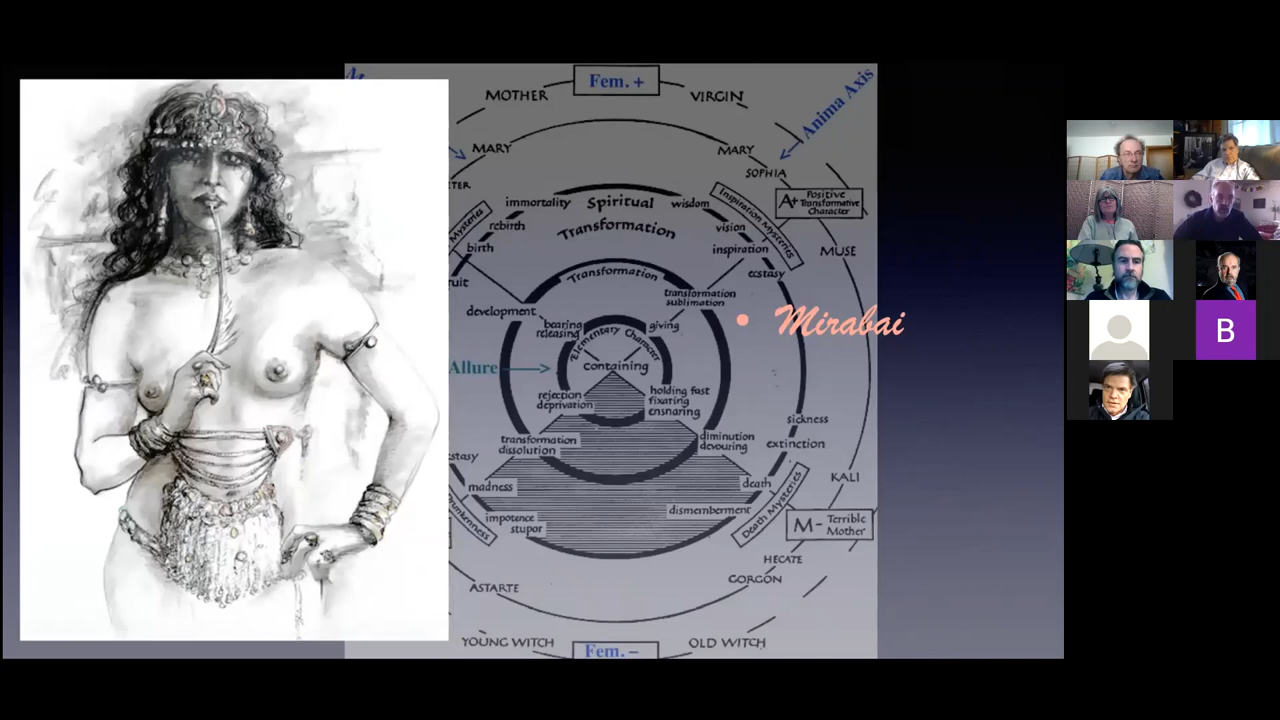 Fem. +
MOTHER
VIRGIN
Anima Axis
MARY
MARY
SOPHIA
A+ Positive
Transformative
Character
immortality
Spiritual
wisdom
Inspiration Mysteries
Mysteries
rebirth
Transformation
vision
birth
inspiration
MUSE
Transformation
ecstasy
development
transformation
sublimation
bearing
releasing
giving
Elementary Character
• Mirabai
Allure
containing
rejection
deprivation
holding fast
fixating
ensnaring
sickness
transformation
dissolution
diminution
devouring
extinction
madness
death
KALI
impotence
stupor
dismemberment
Death Mysteries
M- Terrible
Mother
HECATE
ASTARTE
GORGON
YOUNG WITCH
OLD WITCH
Fem. –
B